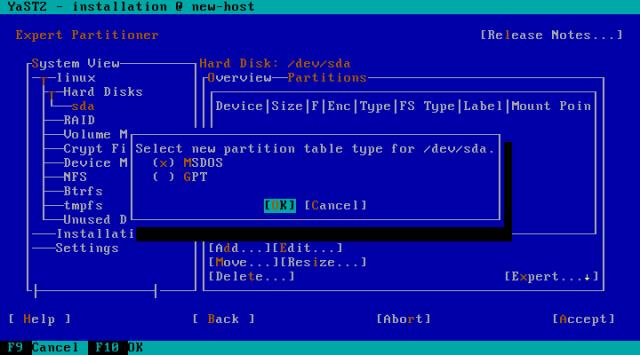 YaST2 - installation @ new-host
Expert Partitioner [Release Notes...]
System View Hard Disk: /dev/sda
linux Overview Partitions
Hard Disks
sda Device|Size|F|Enc|Type|FS Type|Label|Mount Poin
RAID
Volume M
Crypt Fi Select new partition table type for /dev/sda.
Device M (x) MSDOS
NFS ( ) GPT
Btrfs
tmpfs [OK] [Cancel]
Unused D
Installati
Settings [Add...][Edit...]
[Move...][Resize...]
[Delete...] [Expert...↓]
[ Help ] [ Back ] [Abort] [Accept]
F9 Cancel F10 OK